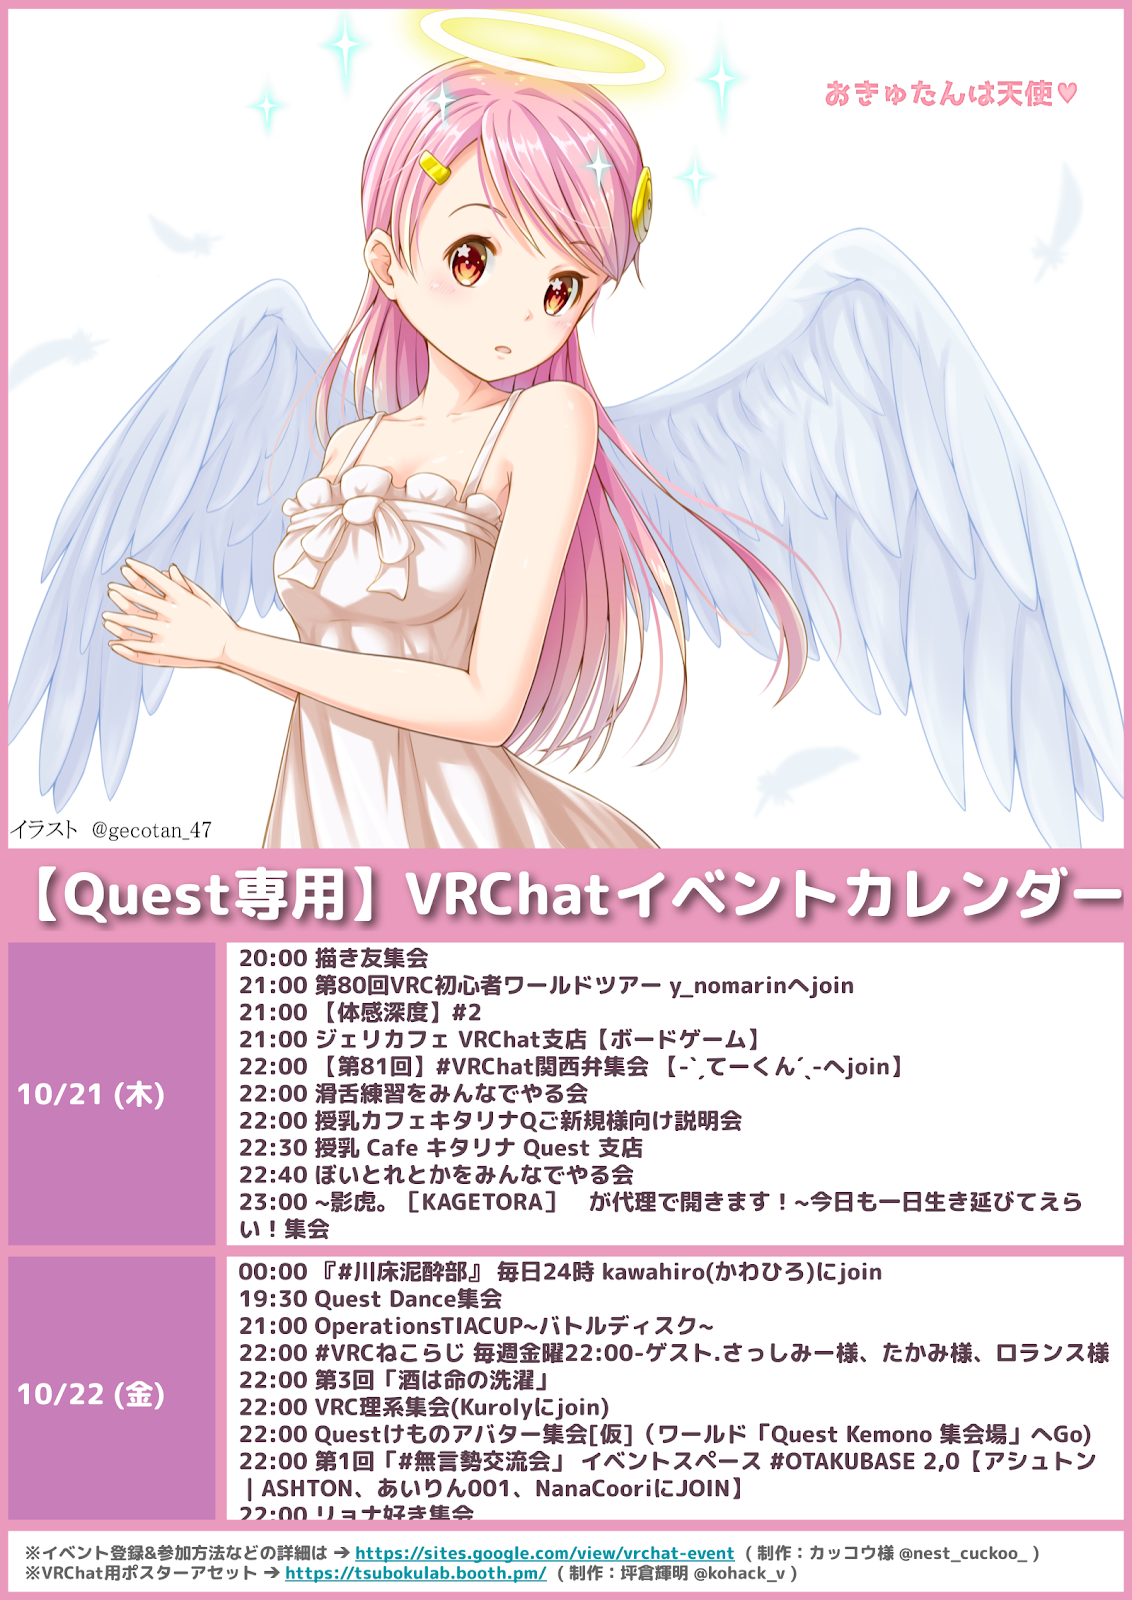 おきゅたんは天使♥
イラスト @gecotan_47
【Quest専用】VRChatイベントカレンダー
10/21 (木)
20:00 描き友集会
21:00 第80回VRC初心者ワールドツアー y_nomarinへjoin
21:00 【体感深度】#2
21:00 ジェリカフェ VRChat支店【ボードゲーム】
22:00 【第81回】#VRChat関西弁集会 【-ˋˏてーくんˊˎ-へjoin】
22:00 滑舌練習をみんなでやる会
22:00 授乳カフェキタリナQご新規様向け説明会
22:30 授乳 Cafe キタリナ Quest 支店
22:40 ぼいとれとかをみんなでやる会
23:00 ~影虎。［KAGETORA］　が代理で開きます！~今日も一日生き延びてえら
い！集会
10/22 (金)
00:00 『#川床泥酔部』 毎日24時 kawahiro(かわひろ)にjoin
19:30 Quest Dance集会
21:00 OperationsTIACUP~バトルディスク~
22:00 #VRCねこらじ 毎週金曜22:00-ゲスト.さっしみー様、たかみ様、ロランス様
22:00 第3回「酒は命の洗濯」
22:00 VRC理系集会(Kurolyにjoin)
22:00 Questけものアバター集会[仮]（ワールド「Quest Kemono 集会場」へGo)
22:00 第1回「#無言勢交流会」 イベントスペース #OTAKUBASE 2,0【アシュトン
| ASHTON、あいりん001、NanaCooriにJOIN】
22:00 リョナ好き集会
※イベント登録&参加方法などの詳細は → https://sites.google.com/view/vrchat-event ( 制作：カッコウ様 @nest_cuckoo_ )
※VRChat用ポスターアセット → https://tsubokulab.booth.pm/ ( 制作：坪倉輝明 @kohack_v )